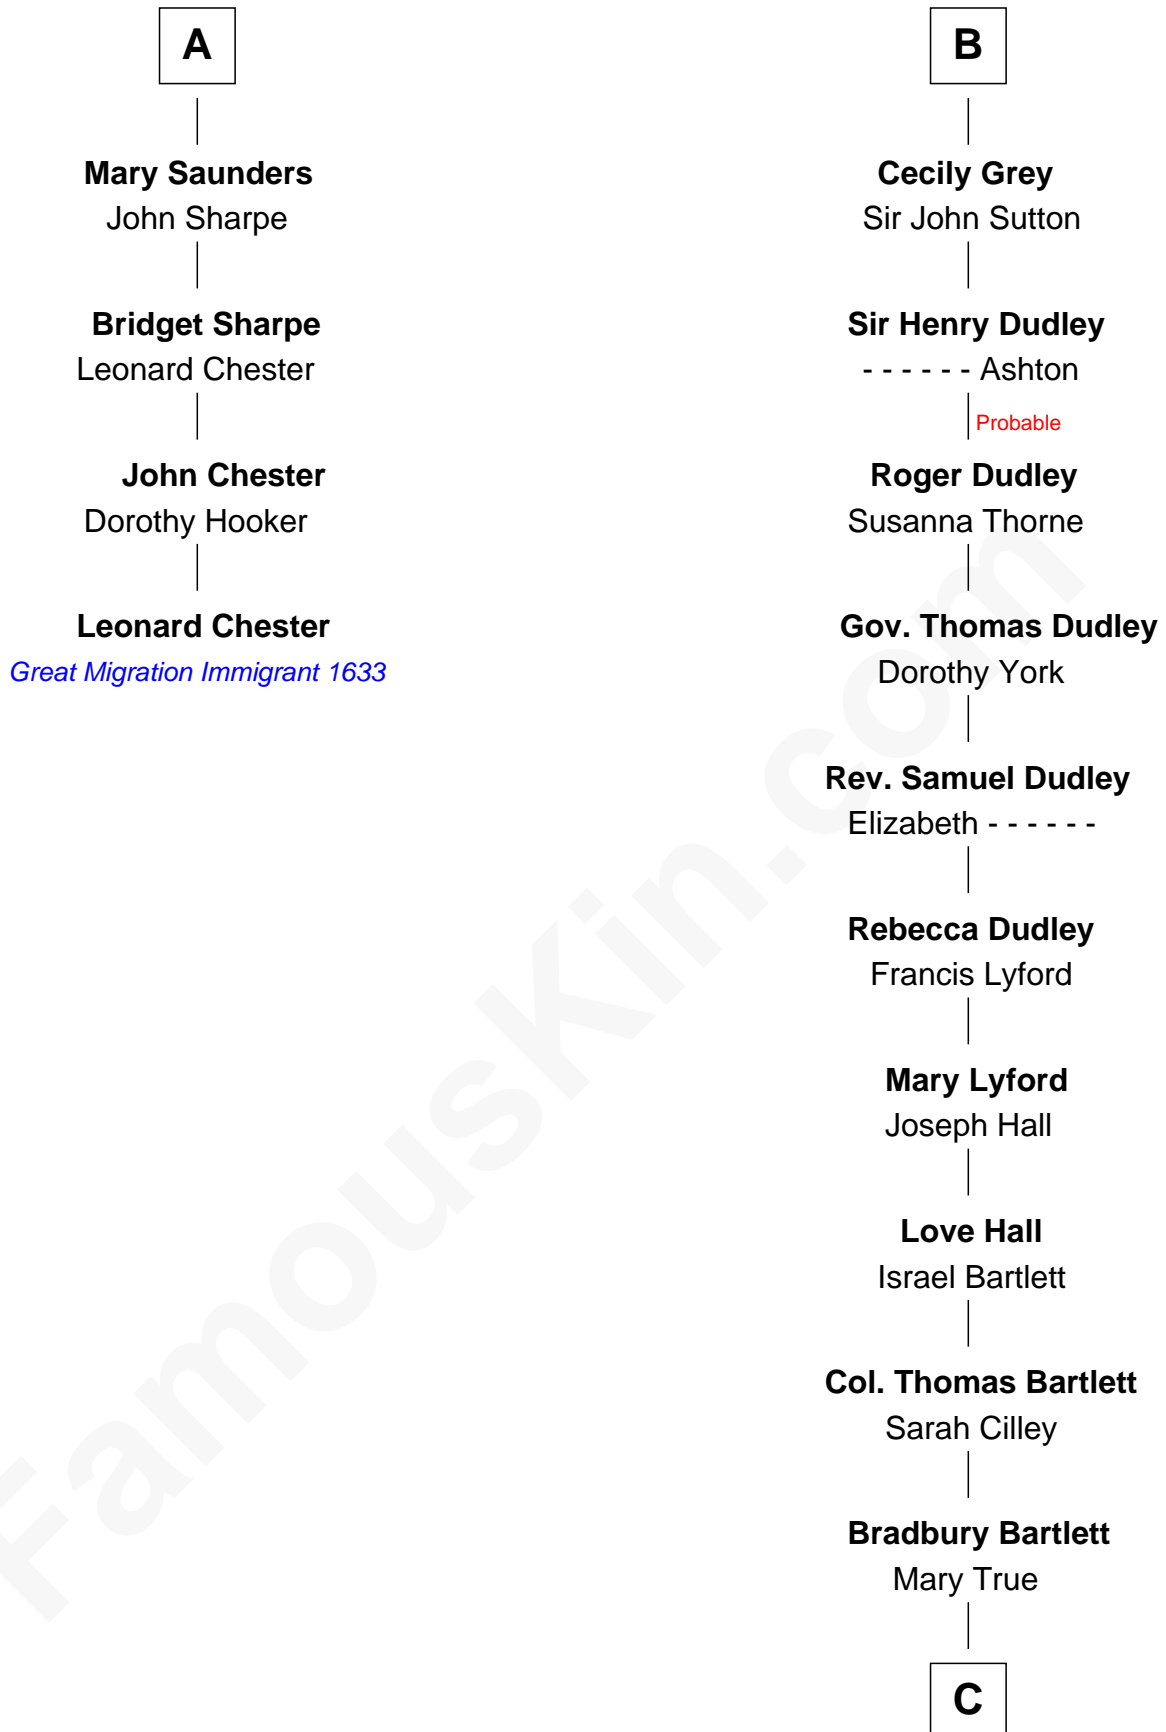 A
Mary Saunders
John Sharpe
Bridget Sharpe
Leonard Chester
John Chester
Dorothy Hooker
Leonard Chester
Great Migration Immigrant 1633
B
Cecily Grey
Sir John Sutton
Sir Henry Dudley
- - - - - - Ashton
Probable
Roger Dudley
Susanna Thorne
Gov. Thomas Dudley
Dorothy York
Rev. Samuel Dudley
Elizabeth - - - - - -
Rebecca Dudley
Francis Lyford
Mary Lyford
Joseph Hall
Love Hall
Israel Bartlett
Col. Thomas Bartlett
Sarah Cilley
Bradbury Bartlett
Mary True
C
FamousKin.com